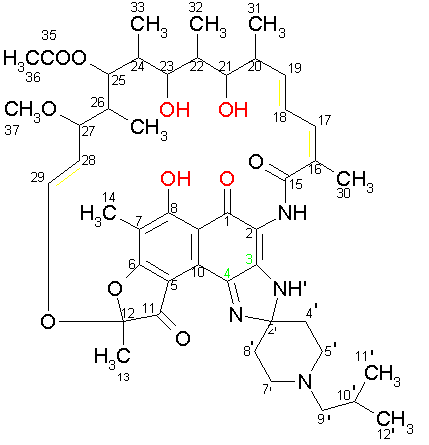 33 32 31
CH₃ CH₃ CH₃
35
H₃CCOO
36 25 24 23 22 21 20 19
OH OH 18 17
H₃C O 26 CH₃
37 27 28
29
O 15 16 CH₃
30
14 OH O NH
H₃C 7 8 1 2
6 5 10 4 3 NH'
O 11 N 2' 4'
O 12 O 8' 5'
H₃C 7' N 11' CH₃
13 10'
9' CH₃
12'